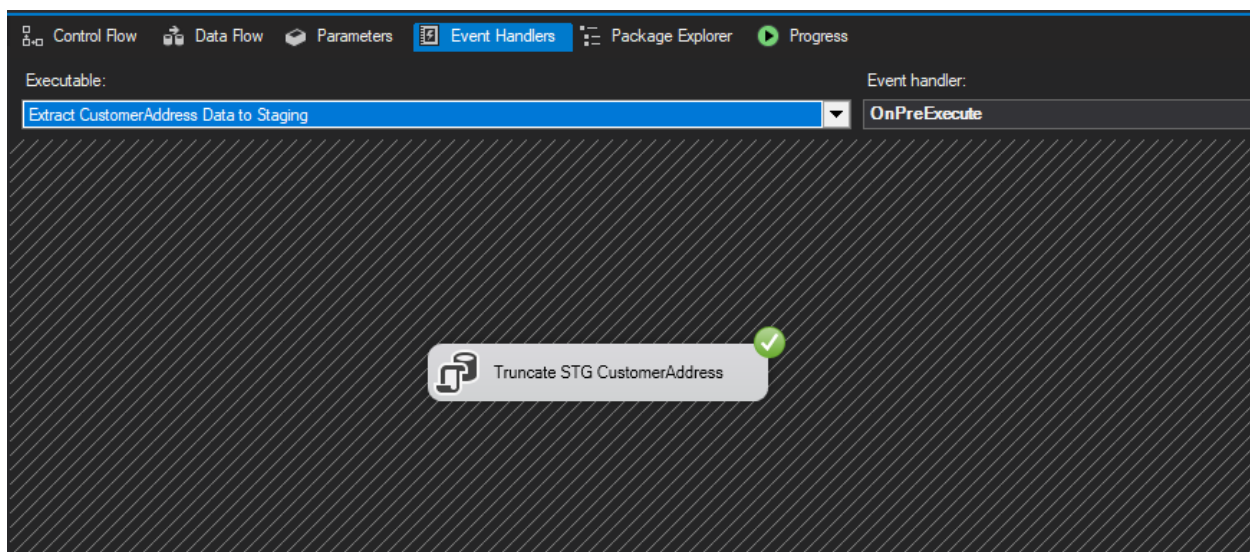 Control Flow Data Flow Parameters Event Handlers Package Explorer Progress
Executable: Event handler:
Extract CustomerAddress Data to Staging OnPreExecute
Truncate STG CustomerAddress